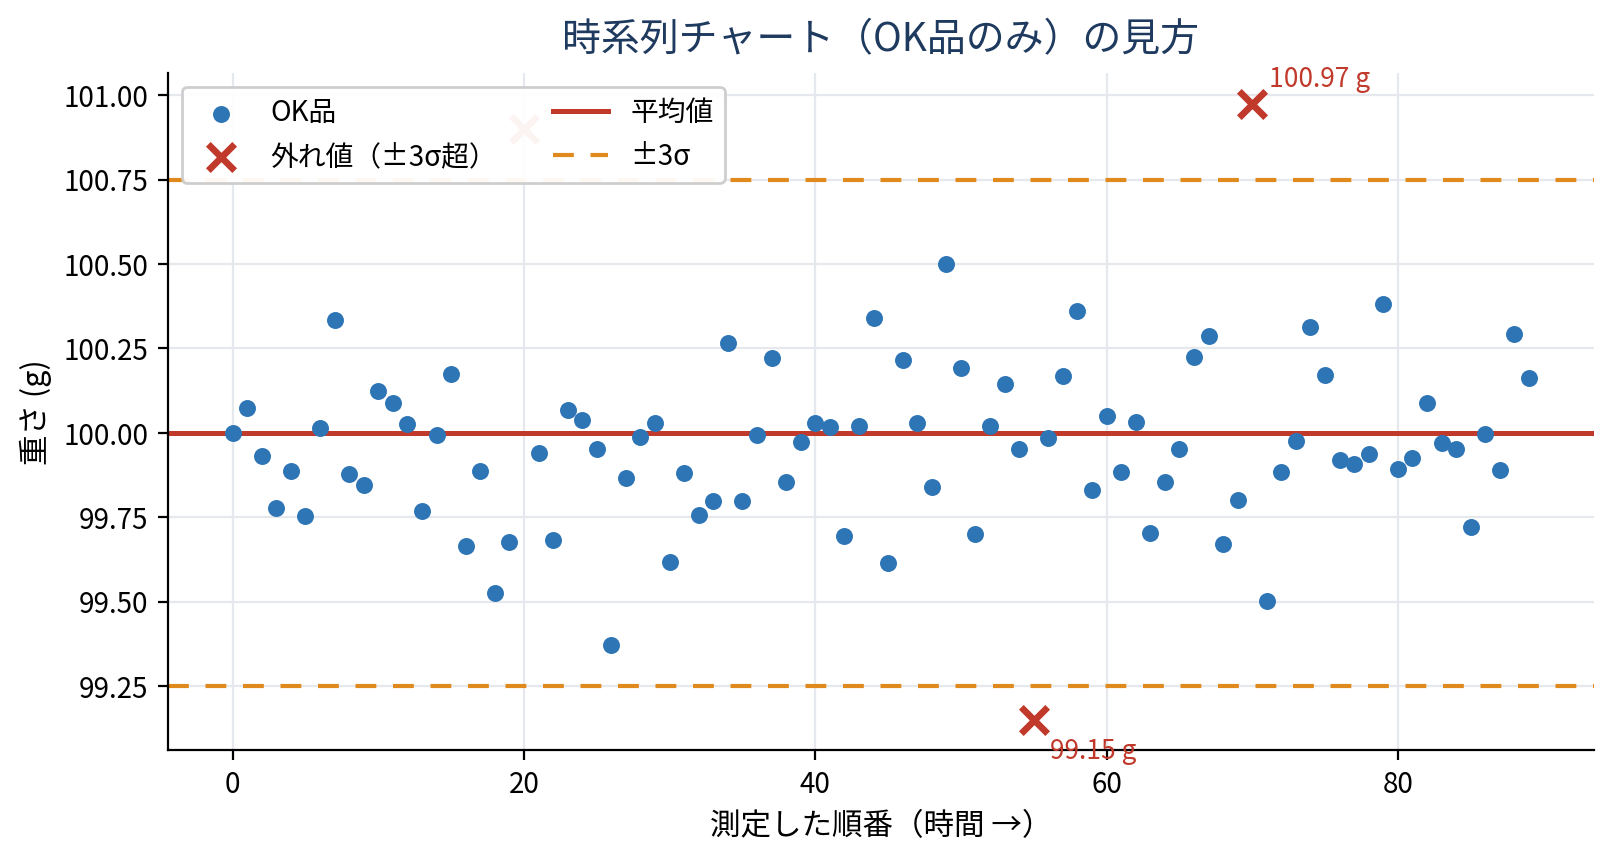 時系列チャート（OK品のみ）の見方
100.97 g
OK品
外れ値（±3σ超）
平均値
±3σ
101.00
100.75
100.50
100.25
100.00
99.75
99.50
99.25
重さ (g)
99.15 g
0 20 40 60 80
測定した順番（時間 →）